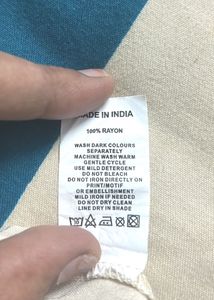 MADE IN INDIA
100% RAYON
WASH DARK COLOURS
SEPARATELY
MACHINE WASH WARM
GENTLE CYCLE
USE MILD DETERGENT
DO NOT BLEACH
DO NOT IRON DIRECTLY ON
PRINT/MOTIF
OR EMBELLISHMENT
MILD IRON IF NEEDED
DO NOT DRY CLEAN
LINE DRY IN SHADE